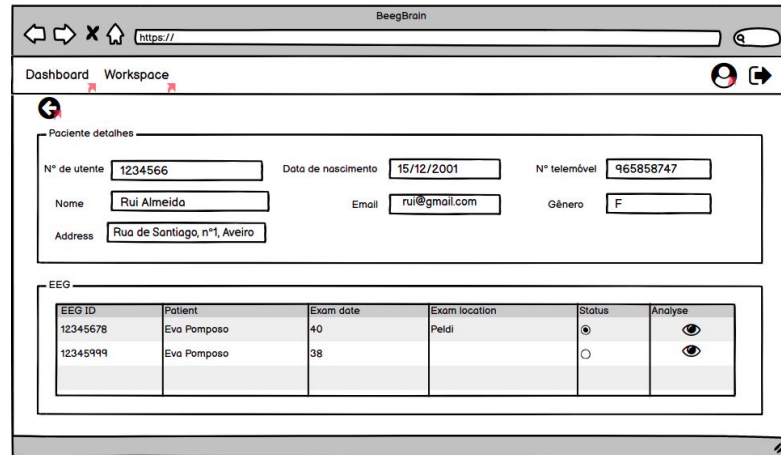 BeegBrain
https://
Dashboard Workspace
Paciente detalhes
Nº de utente 1234566 Data de nascimento 15/12/2001 Nº telemóvel 965858747
Nome Rui Almeida Email rui@gmail.com Gênero F
Address Rua de Santiago, nº1, Aveiro
EEG
EEG ID Patient Exam date Exam location Status Analyse
12345678 Eva Pomposo 40 Peldi
12345999 Eva Pomposo 38